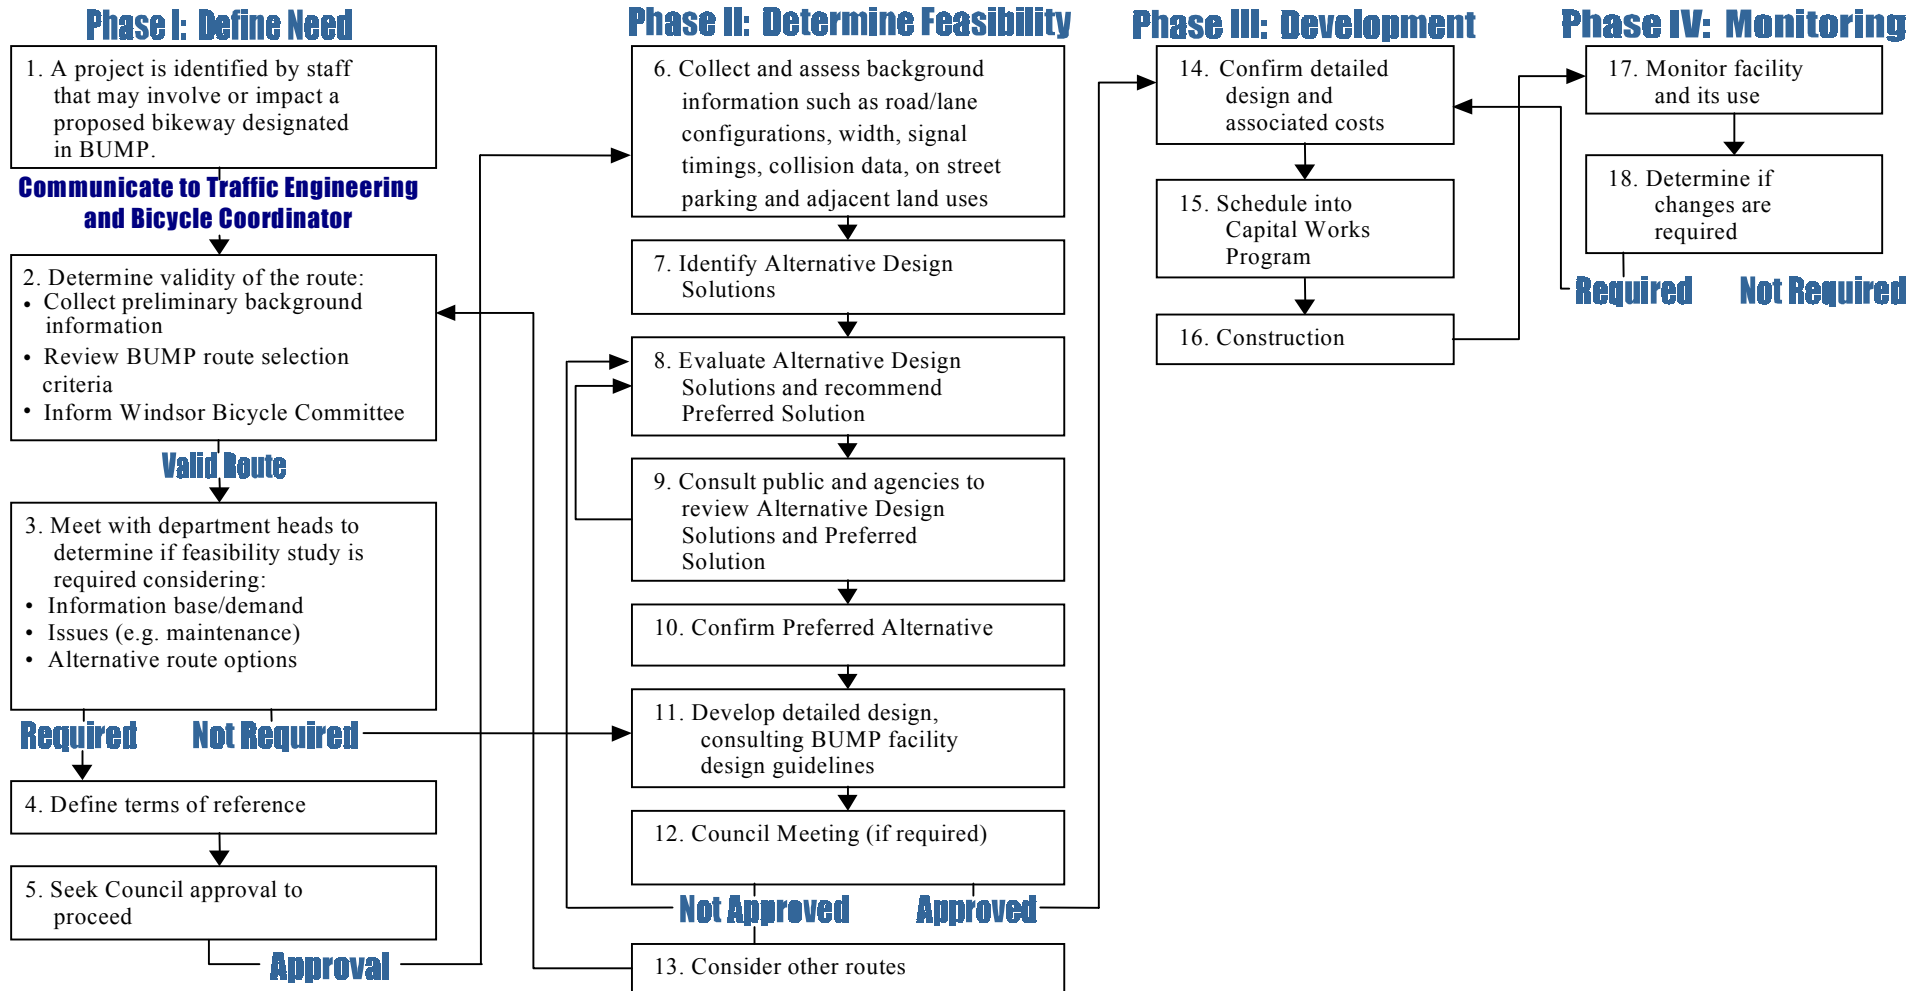 Phase I: Define Need
1. A project is identified by staff
that may involve or impact a
proposed bikeway designated
in BUMP.
Communicate to Traffic Engineering
and Bicycle Coordinator
2. Determine validity of the route:
• Collect preliminary background
information
• Review BUMP route selection
criteria
• Inform Windsor Bicycle Committee
Valid Route
3. Meet with department heads to
determine if feasibility study is
required considering:
• Information base/demand
• Issues (e.g. maintenance)
• Alternative route options
Required
Not Required
4. Define terms of reference
5. Seek Council approval to
proceed
Approval
Phase II: Determine Feasibility
6. Collect and assess background
information such as road/lane
configurations, width, signal
timings, collision data, on street
parking and adjacent land uses
7. Identify Alternative Design
Solutions
8. Evaluate Alternative Design
Solutions and recommend
Preferred Solution
9. Consult public and agencies to
review Alternative Design
Solutions and Preferred
Solution
10. Confirm Preferred Alternative
11. Develop detailed design,
consulting BUMP facility
design guidelines
12. Council Meeting (if required)
Not Approved
Approved
13. Consider other routes
Phase III: Development
14. Confirm detailed
design and
associated costs
15. Schedule into
Capital Works
Program
16. Construction
Phase IV: Monitoring
17. Monitor facility
and its use
18. Determine if
changes are
required
Required
Not Required